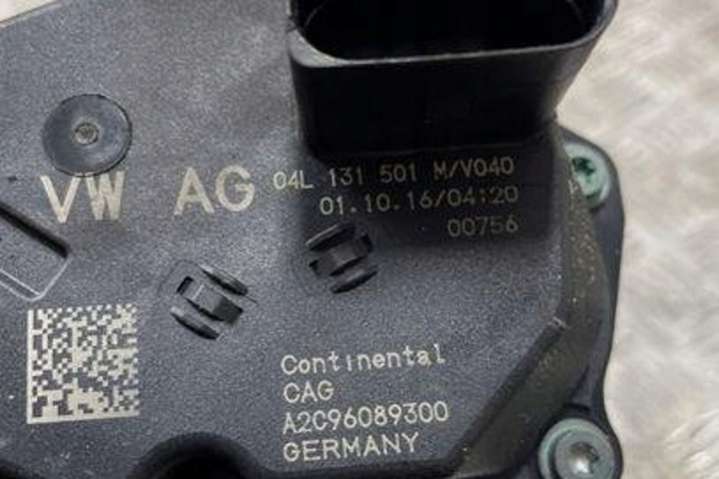 VW AG 04L 131 501 M/V040
01.10.16/04:20
00756
Continental
CAG
A2C96089300
GERMANY